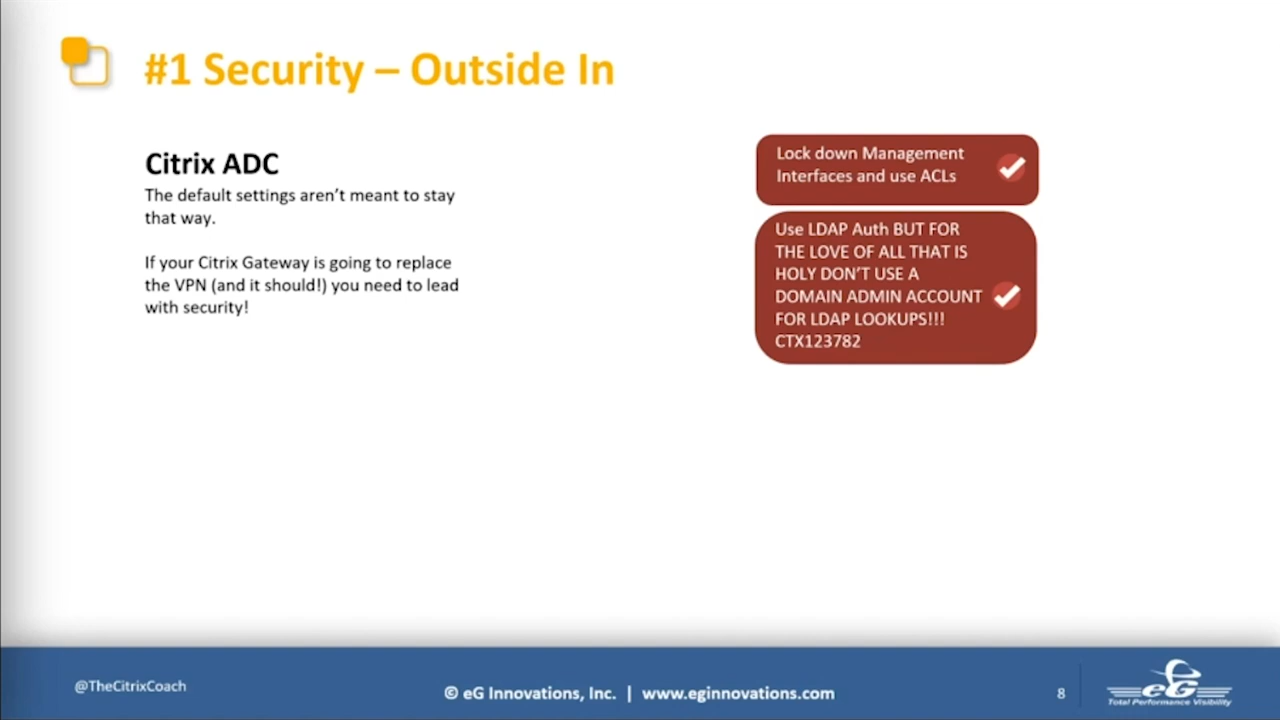 #1 Security – Outside In
Citrix ADC
The default settings aren't meant to stay
that way.
If your Citrix Gateway is going to replace
the VPN (and it should!) you need to lead
with security!
Lock down Management
Interfaces and use ACLs
Use LDAP Auth BUT FOR
THE LOVE OF ALL THAT IS
HOLY DON'T USE A
DOMAIN ADMIN ACCOUNT
FOR LDAP LOOKUPS!!!
CTX123782
@TheCitrixCoach
© eG Innovations, Inc. | www.eginnovations.com
8
eG
Total Performance Visibility